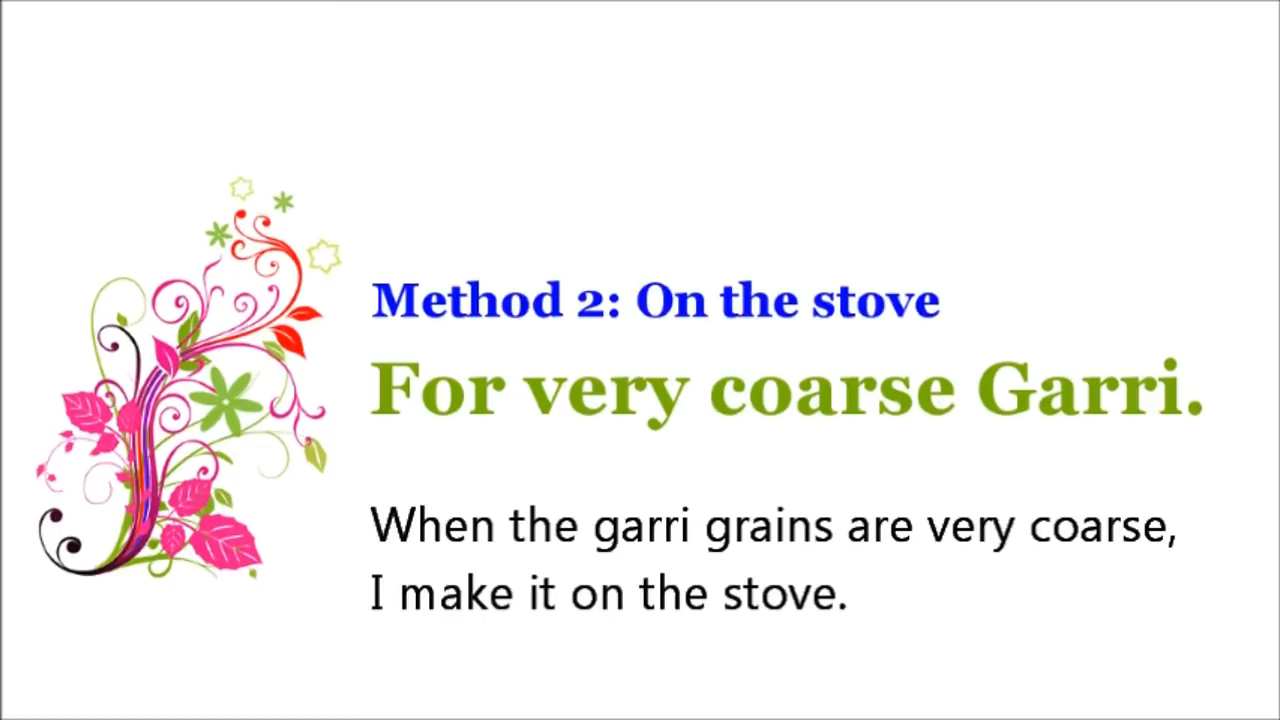 Method 2: On the stove
For very coarse Garri.
When the garri grains are very coarse,
I make it on the stove.